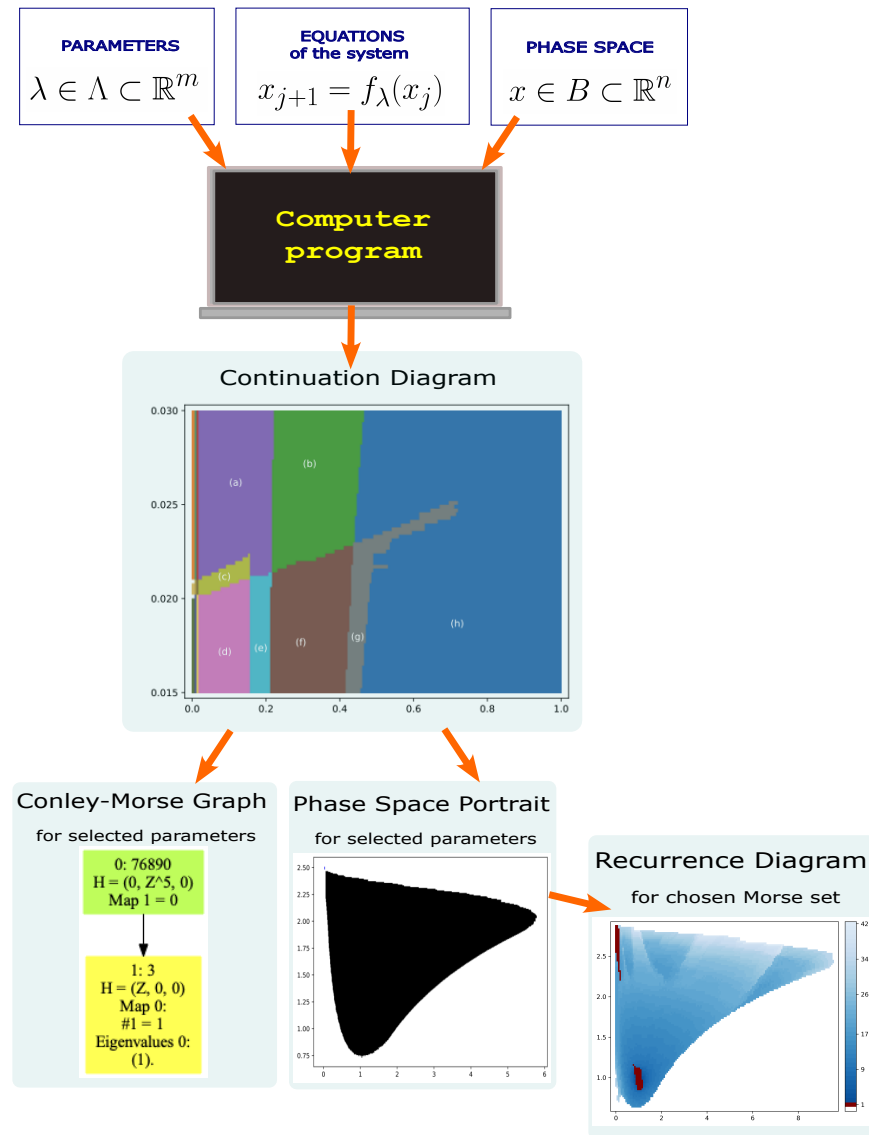 PARAMETERS
λ ∈ Λ ⊂ ℝ^m
EQUATIONS
of the system
x_{j+1} = f_λ(x_j)
PHASE SPACE
x ∈ B ⊂ ℝ^n
Computer
program
Continuation Diagram
0.030
0.025
0.020
0.015
(a)
(b)
(c)
(d)
(e)
(f)
(g)
(h)
0.0 0.2 0.4 0.6 0.8 1.0
Conley-Morse Graph
for selected parameters
0: 76890
H = (0, Z^5, 0)
Map 1 = 0
1: 3
H = (Z, 0, 0)
Map 0:
#1 = 1
Eigenvalues 0:
(1).
Phase Space Portrait
for selected parameters
2.50
2.25
2.00
1.75
1.50
1.25
1.00
0.75
0 1 2 3 4 5 6
Recurrence Diagram
for chosen Morse set
2.5
2.0
1.5
1.0
0 2 4 6 8
42
34
26
17
9
1